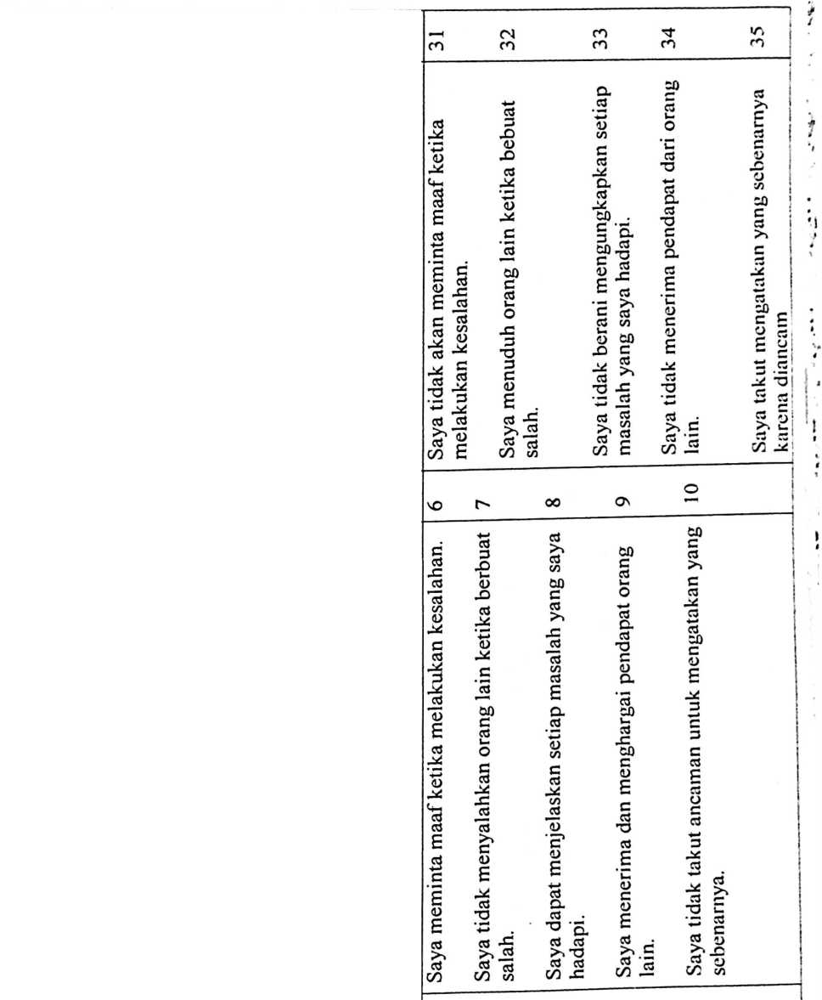 Saya meminta maaf ketika melakukan kesalahan.
6
Saya tidak menyalahkan orang lain ketika berbuat
salah.
7
Saya dapat menjelaskan setiap masalah yang saya
hadapi.
8
Saya menerima dan menghargai pendapat orang
lain.
9
Saya tidak takut ancaman untuk mengatakan yang
sebenarnya.
10
Saya tidak akan meminta maaf ketika
melakukan kesalahan.
31
Saya menuduh orang lain ketika bebuat
salah.
32
Saya tidak berani mengungkapkan setiap
masalah yang saya hadapi.
33
Saya tidak menerima pendapat dari orang
lain.
34
Saya takut mengatakan yang sebenarnya
karena diancam
35